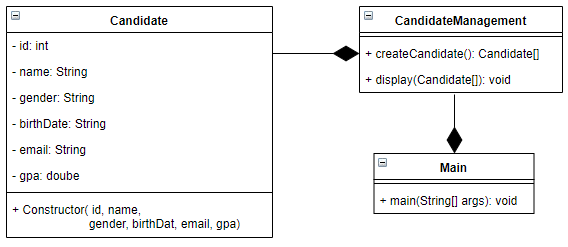 Candidate
- id: int
- name: String
- gender: String
- birthDate: String
- email: String
- gpa: doube
+ Constructor( id, name,
gender, birthDat, email, gpa)
CandidateManagement
+ createCandidate(): Candidate[]
+ display(Candidate[]): void
Main
+ main(String[] args): void